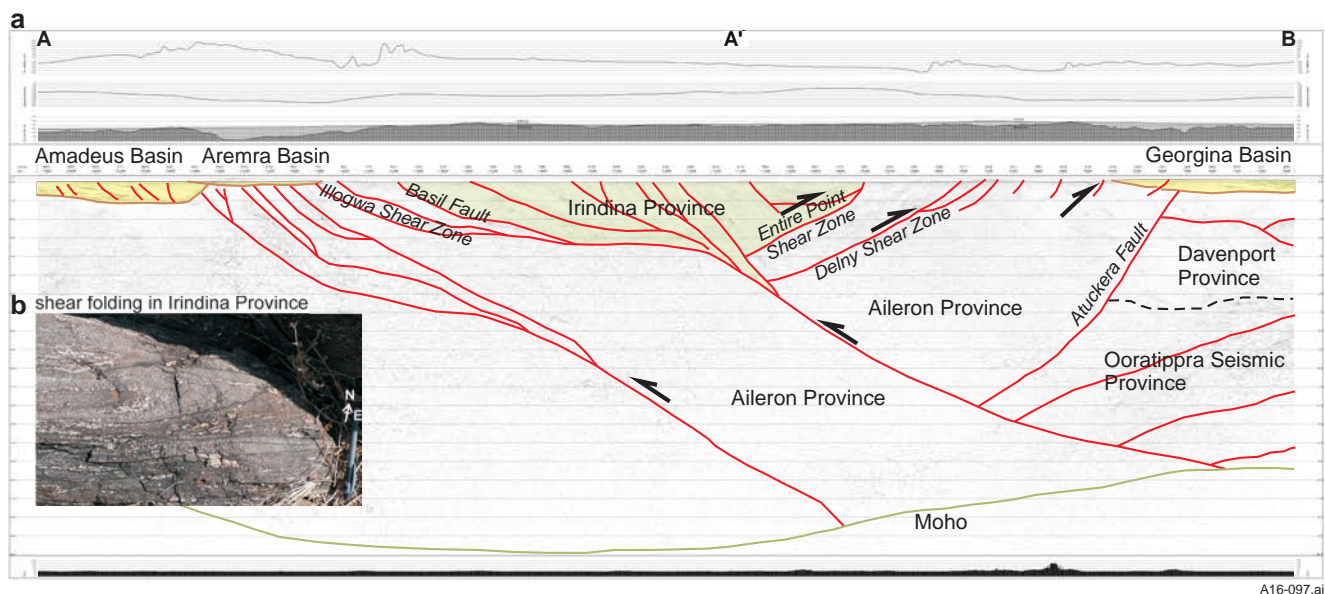 a
A
A'
B
Amadeus Basin
Aremra Basin
Georgina Basin
Illogwa Shear Zone
Basil Fault
Irindina Province
Entire Point
Shear Zone
Delny Shear Zone
Atuckera Fault
Davenport
Province
Aileron Province
Ooratippra Seismic
Province
Aileron Province
Moho
b
shear folding in Irindina Province
N
E
A16-097.ai